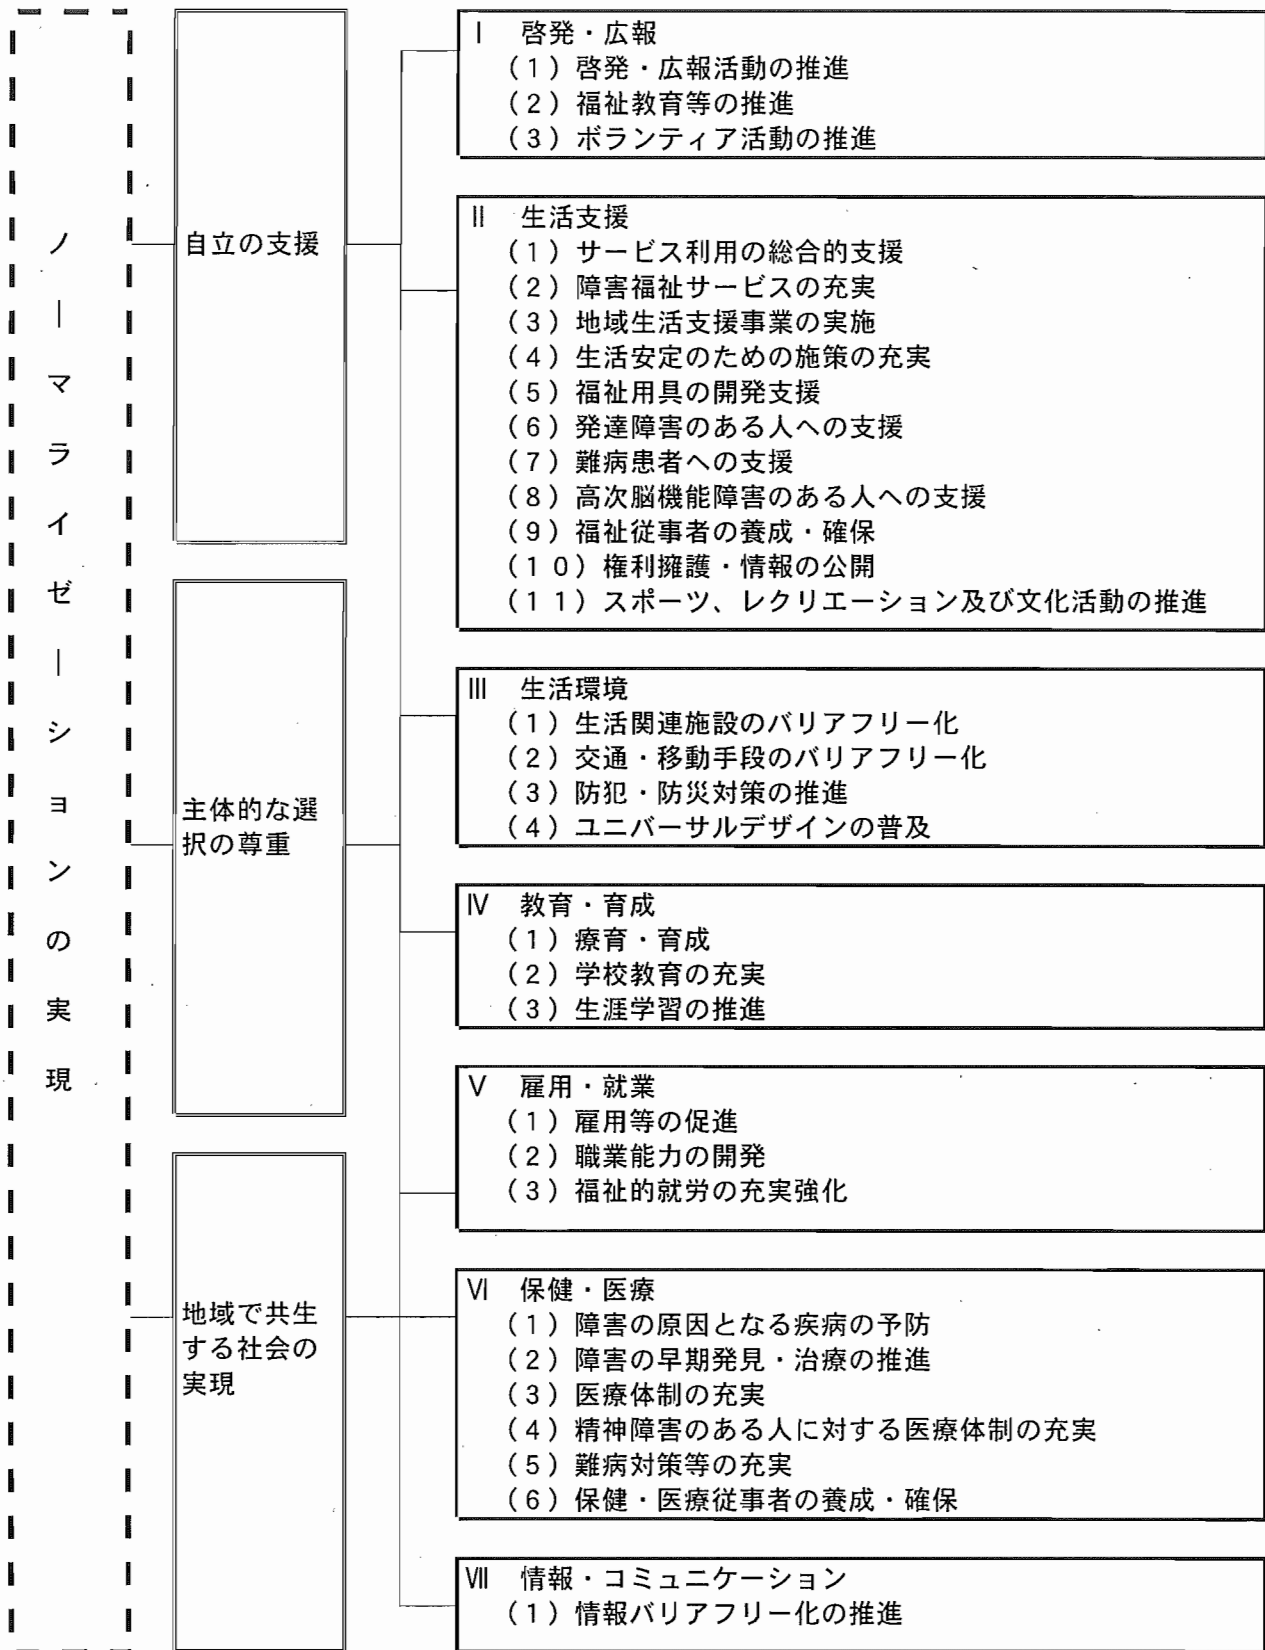 ノーマライゼーションの実現
自立の支援
主体的な選
択の尊重
地域で共生
する社会の
実現
Ⅰ 啓発・広報
(1)啓発・広報活動の推進
(2)福祉教育等の推進
(3)ボランティア活動の推進
Ⅱ 生活支援
(1)サービス利用の総合的支援
(2)障害福祉サービスの充実
(3)地域生活支援事業の実施
(4)生活安定のための施策の充実
(5)福祉用具の開発支援
(6)発達障害のある人への支援
(7)難病患者への支援
(8)高次脳機能障害のある人への支援
(9)福祉従事者の養成・確保
(10)権利擁護・情報の公開
(11)スポーツ、レクリエーション及び文化活動の推進
Ⅲ 生活環境
(1)生活関連施設のバリアフリー化
(2)交通・移動手段のバリアフリー化
(3)防犯・防災対策の推進
(4)ユニバーサルデザインの普及
Ⅳ 教育・育成
(1)療育・育成
(2)学校教育の充実
(3)生涯学習の推進
Ⅴ 雇用・就業
(1)雇用等の促進
(2)職業能力の開発
(3)福祉的就労の充実強化
Ⅵ 保健・医療
(1)障害の原因となる疾病の予防
(2)障害の早期発見・治療の推進
(3)医療体制の充実
(4)精神障害のある人に対する医療体制の充実
(5)難病対策等の充実
(6)保健・医療従事者の養成・確保
Ⅶ 情報・コミュニケーション
(1)情報バリアフリー化の推進